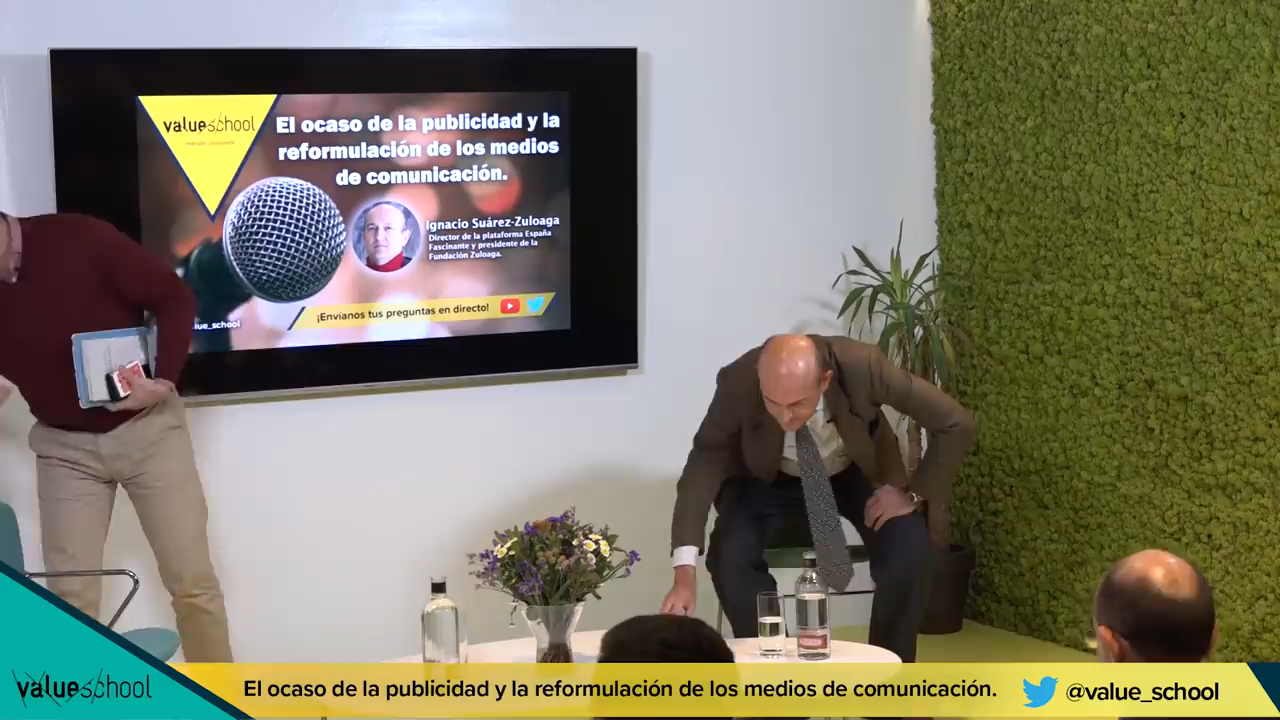 valueschool
El ocaso de la publicidad y la
reformulación de los medios
de comunicación.
Ignacio Suárez-Zuloaga
Director de la plataforma España
Fascinante y presidente de la
Fundación Zuloaga.
¡Envíanos tus preguntas en directo!
lue_school
valueschool
El ocaso de la publicidad y la reformulación de los medios de comunicación.
@value_school